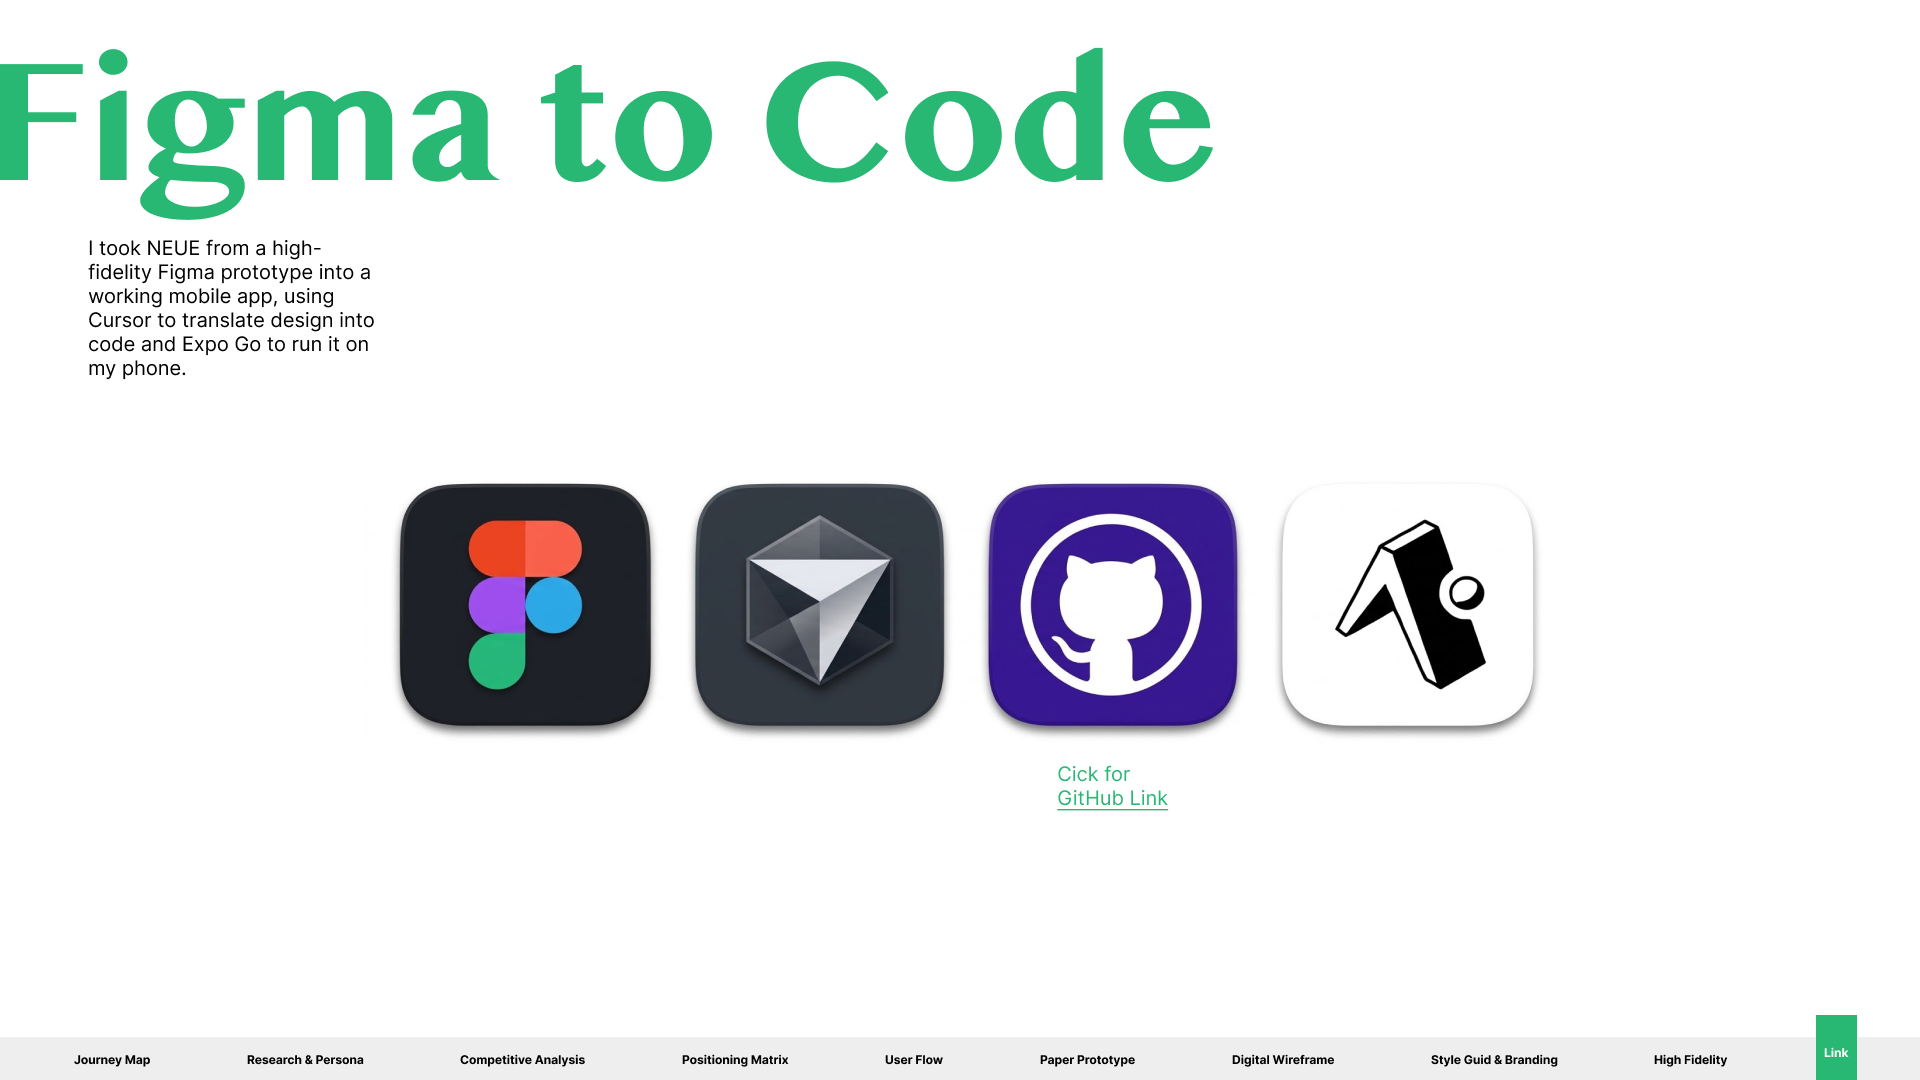 Figma to Code
I took NEUE from a high-
fidelity Figma prototype into a
working mobile app, using
Cursor to translate design into
code and Expo Go to run it on
my phone.
Cick for
GitHub Link
Journey Map
Research & Persona
Competitive Analysis
Positioning Matrix
User Flow
Paper Prototype
Digital Wireframe
Style Guid & Branding
High Fidelity
Link